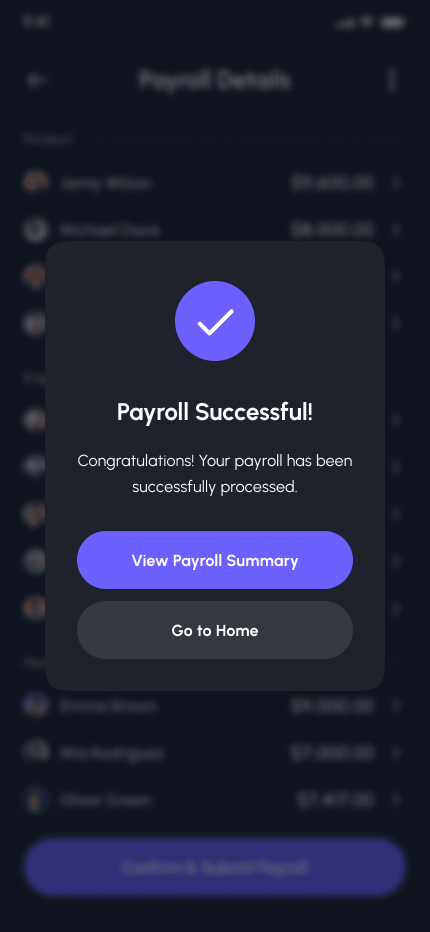 9:41
Payroll Details
Product
Jenny Wilson $9,600.00
Michael Davis $8,000.00
Payroll Successful!
Congratulations! Your payroll has been
successfully processed.
View Payroll Summary
Go to Home
Emma Brown $9,000.00
Mia Rodriguez $7,000.00
Oliver Green $7,417.00
Confirm & Submit Payroll